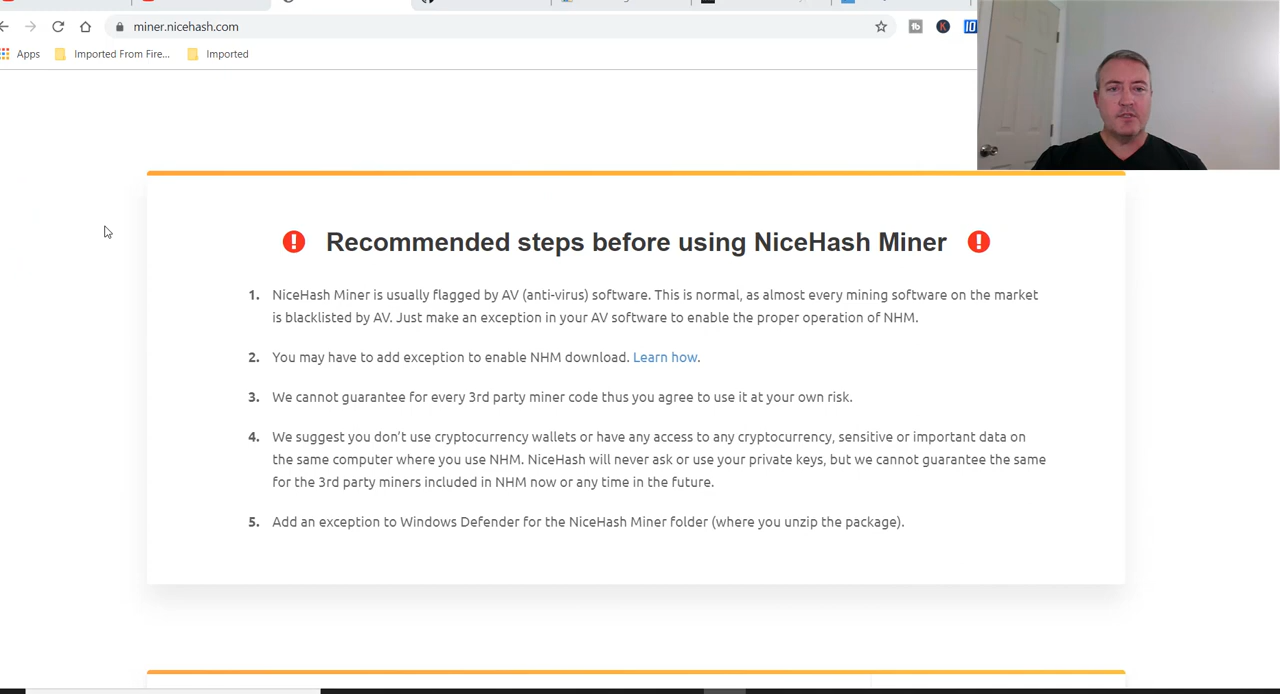 miner.nicehash.com
Apps
Imported From Fire...
Imported
Recommended steps before using NiceHash Miner
1. NiceHash Miner is usually flagged by AV (anti-virus) software. This is normal, as almost every mining software on the market
is blacklisted by AV. Just make an exception in your AV software to enable the proper operation of NHM.
2. You may have to add exception to enable NHM download. Learn how.
3. We cannot guarantee for every 3rd party miner code thus you agree to use it at your own risk.
4. We suggest you don't use cryptocurrency wallets or have any access to any cryptocurrency, sensitive or important data on
the same computer where you use NHM. NiceHash will never ask or use your private keys, but we cannot guarantee the same
for the 3rd party miners included in NHM now or any time in the future.
5. Add an exception to Windows Defender for the NiceHash Miner folder (where you unzip the package).